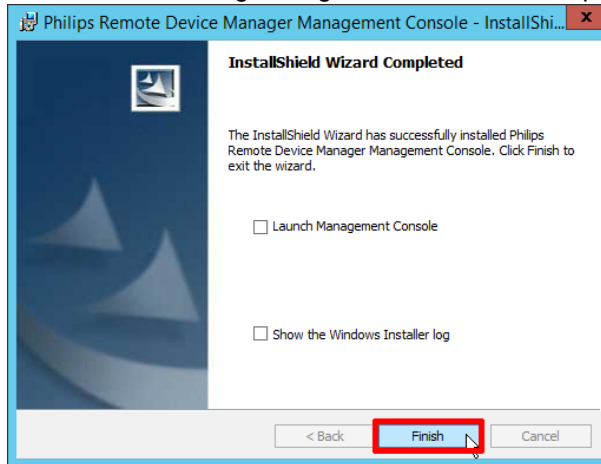 Philips Remote Device Manager Management Console - InstallShi...
InstallShield Wizard Completed
The InstallShield Wizard has successfully installed Philips
Remote Device Manager Management Console. Click Finish to
exit the wizard.
Launch Management Console
Show the Windows Installer log
< Back Finish Cancel